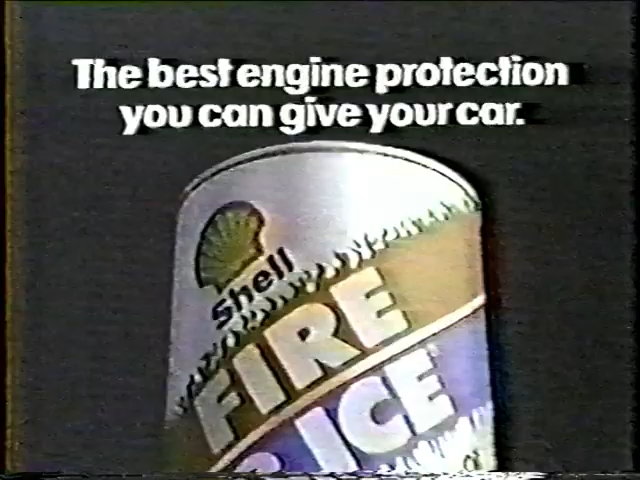 The best engine protection
you can give your car.
Shell
FIRE
& ICE